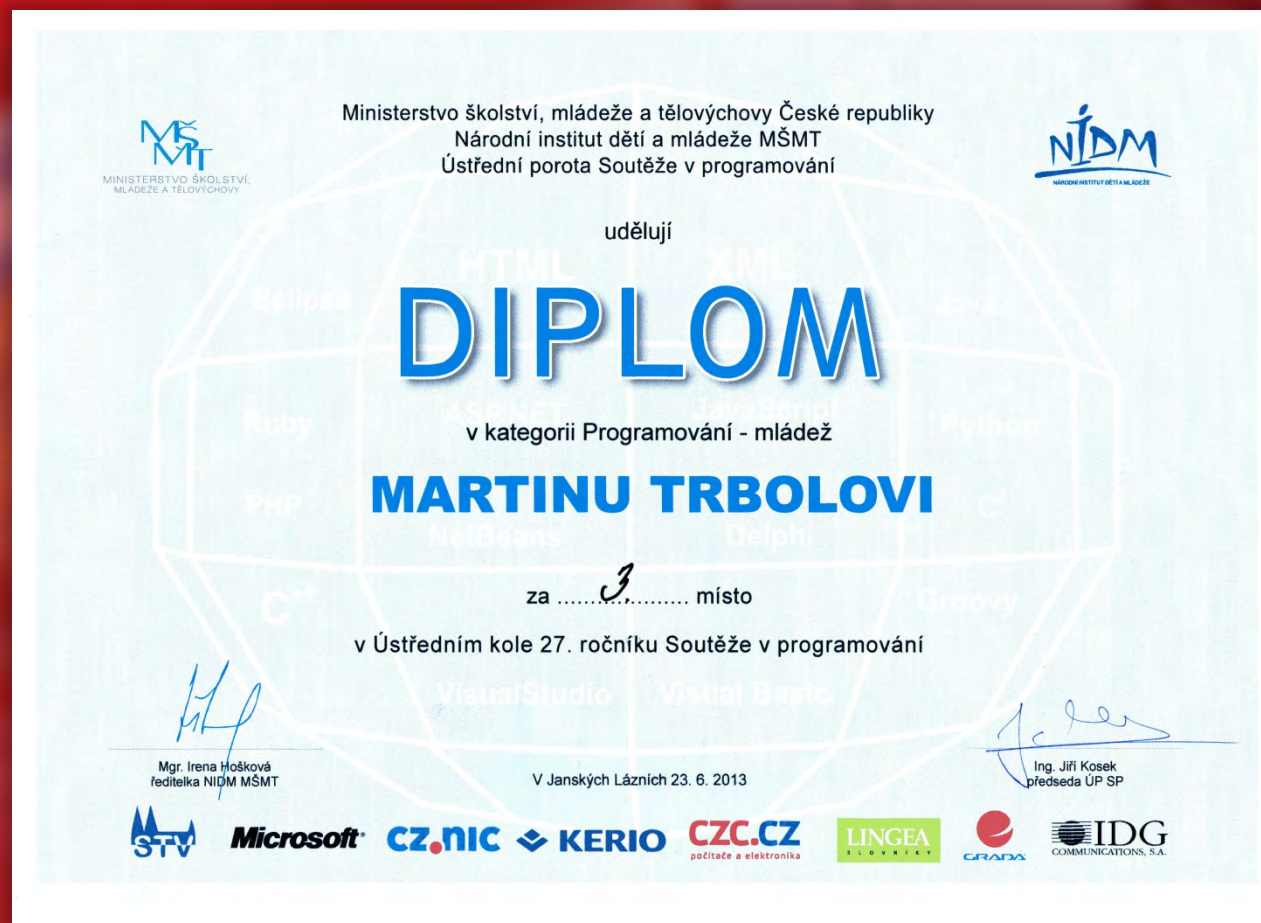 Ministerstvo školství, mládeže a tělovýchovy České republiky
Národní institut dětí a mládeže MŠMT
Ústřední porota Soutěže v programování
MŠMT
MINISTERSTVO ŠKOLSTVÍ,
MLÁDEŽE A TĚLOVÝCHOVY
NIDM
NÁRODNÍ INSTITUT DĚTÍ A MLÁDEŽE
udělují
HTML XML
Eclipse Java
DIPLOM
Ruby ASP.NET JavaScript Python
v kategorii Programování - mládež
MARTINU TRBOLOVI
PHP C
NetBeans Delphi
za ......3.......... místo
C++ Groovy
v Ústředním kole 27. ročníku Soutěže v programování
VisualStudio Visual Basic
Mgr. Irena Hošková
ředitelka NIDM MŠMT
V Janských Lázních 23. 6. 2013
Ing. Jiří Kosek
předseda ÚP SP
STV Microsoft CZ.NIC KERIO CZC.CZ LINGEA GRADA IDG
počítače a elektronika SLOVNÍKY COMMUNICATIONS, S.A.